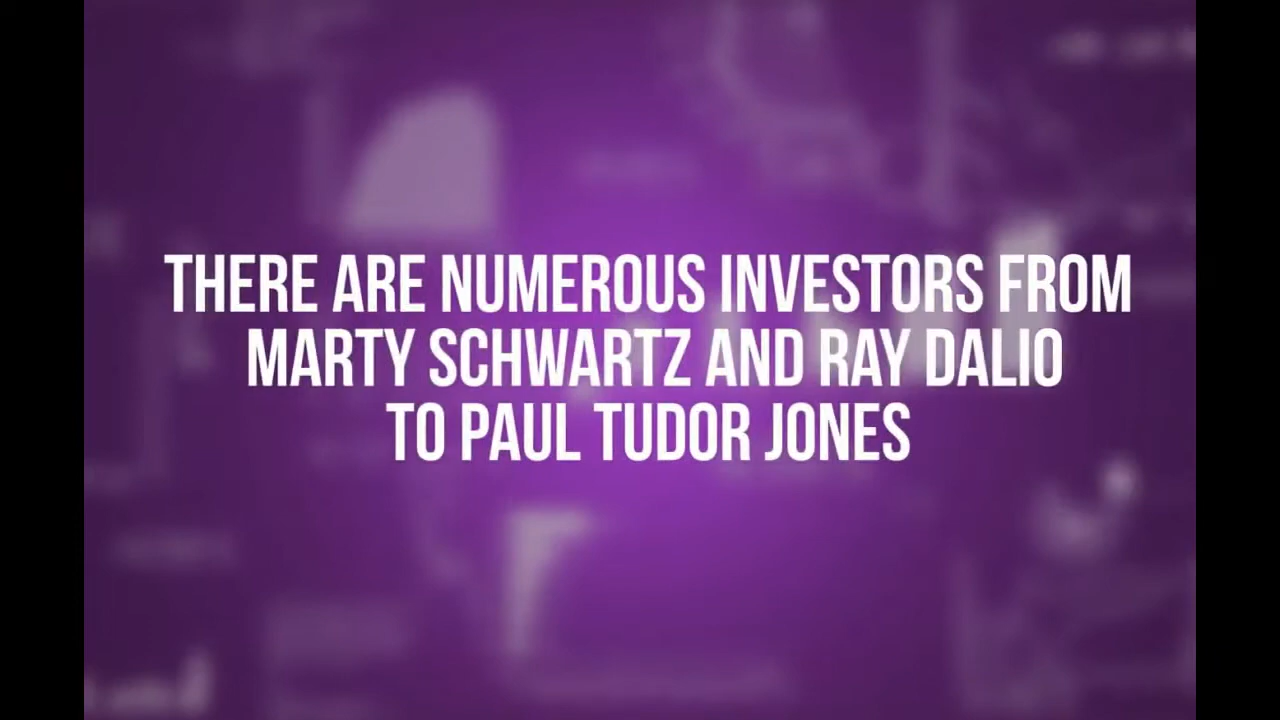 THERE ARE NUMEROUS INVESTORS FROM
MARTY SCHWARTZ AND RAY DALIO
TO PAUL TUDOR JONES